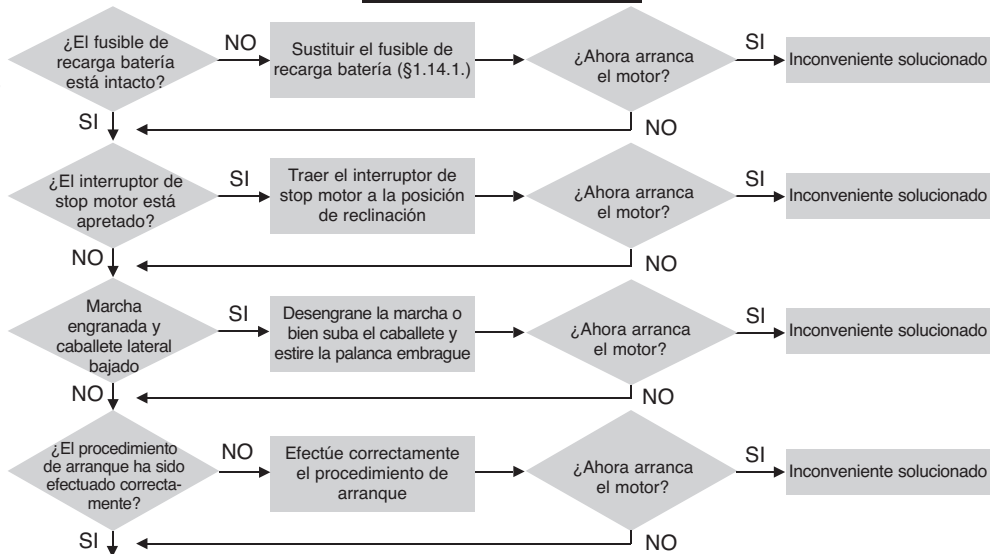 ¿El fusible de
recarga batería
está intacto?
NO
Sustituir el fusible de
recarga batería (§1.14.1.)
¿Ahora arranca
el motor?
SI
Inconveniente solucionado
SI
NO
¿El interruptor de
stop motor está
apretado?
SI
Traer el interruptor de
stop motor a la posición
de reclinación
¿Ahora arranca
el motor?
SI
Inconveniente solucionado
NO
NO
Marcha
engranada y
caballete lateral
bajado
SI
Desengrane la marcha o
bien suba el caballete y
estire la palanca embrague
¿Ahora arranca
el motor?
SI
Inconveniente solucionado
NO
NO
¿El procedimiento
de arranque ha sido
efectuado correcta-
mente?
NO
Efectúe correctamente
el procedimiento de
arranque
¿Ahora arranca
el motor?
SI
Inconveniente solucionado
SI
NO